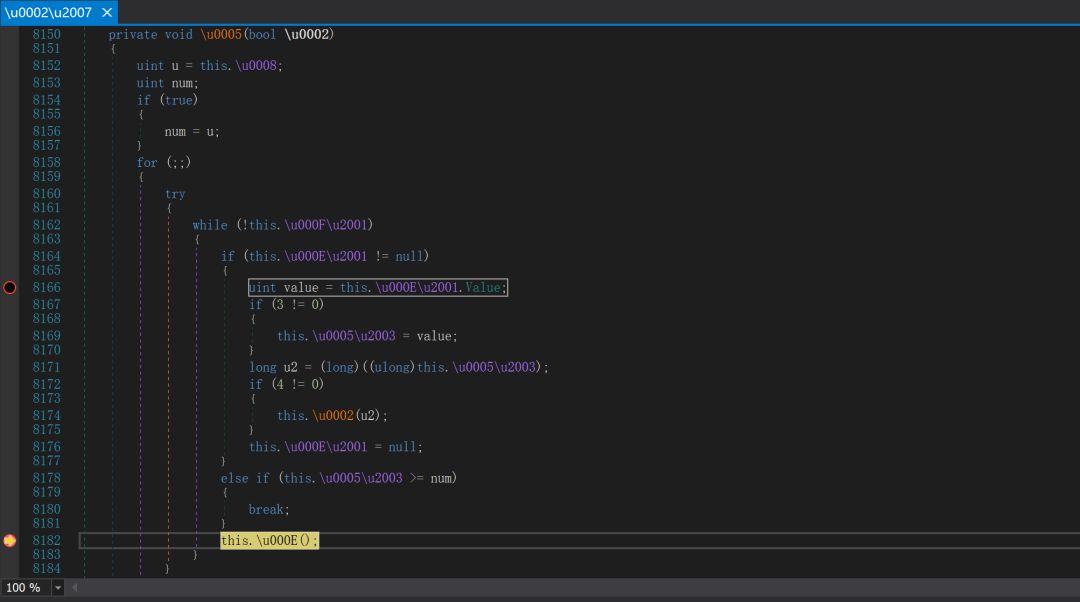 \u0002\u2007 ×
8150 private void \u0005(bool \u0002)
8151 {
8152 uint u = this.\u0008;
8153 uint num;
8154 if (true)
8155 {
8156 num = u;
8157 }
8158 for (;;)
8159 {
8160 try
8161 {
8162 while (!this.\u000F\u2001)
8163 {
8164 if (this.\u000E\u2001 != null)
8165 {
8166 uint value = this.\u000E\u2001.Value;
8167 if (3 != 0)
8168 {
8169 this.\u0005\u2003 = value;
8170 }
8171 long u2 = (long)((ulong)this.\u0005\u2003);
8172 if (4 != 0)
8173 {
8174 this.\u0002(u2);
8175 }
8176 this.\u000E\u2001 = null;
8177 }
8178 else if (this.\u0005\u2003 >= num)
8179 {
8180 break;
8181 }
8182 this.\u000E();
8183 }
8184 }
100 %